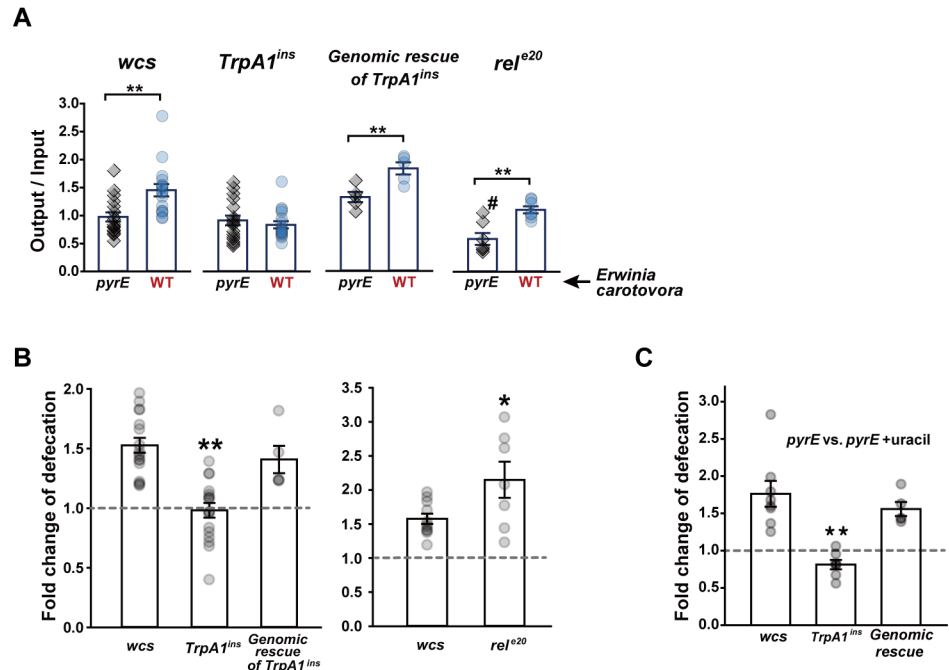 A
wcs
TrpA1ins
Genomic rescue
of TrpA1ins
rele20
**
**
**
#
3.0
2.5
2.0
1.5
1.0
0.5
0.0
Output / Input
pyrE WT
pyrE WT
pyrE WT
pyrE WT
Erwinia
carotovora
B
Fold change of defecation
2.0
1.5
1.0
0.5
0.0
**
wcs
TrpA1ins
Genomic
rescue
of TrpA1ins
3.5
3.0
2.5
2.0
1.5
1.0
0.5
0.0
*
wcs
rele20
C
Fold change of defecation
3.0
2.5
2.0
1.5
1.0
0.5
0.0
pyrE vs. pyrE +uracil
**
wcs
TrpA1ins
Genomic
rescue